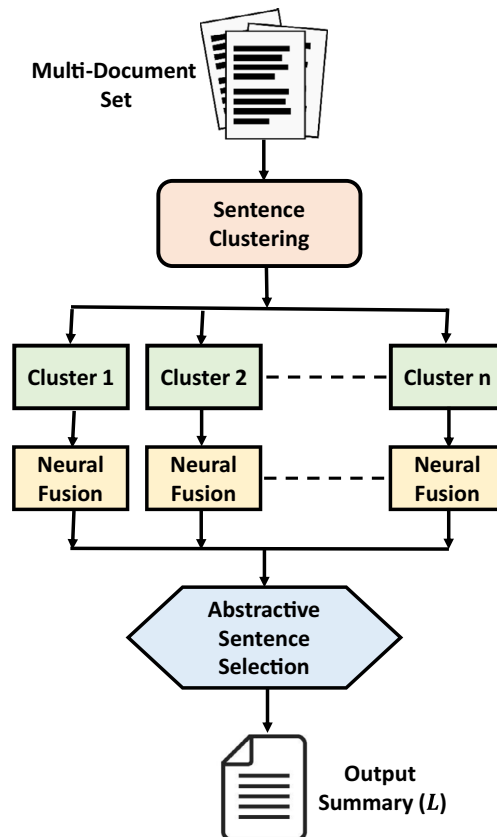 Multi-Document
Set
Sentence
Clustering
Cluster 1
Cluster 2
Cluster n
Neural
Fusion
Neural
Fusion
Neural
Fusion
Abstractive
Sentence
Selection
Output
Summary (L)